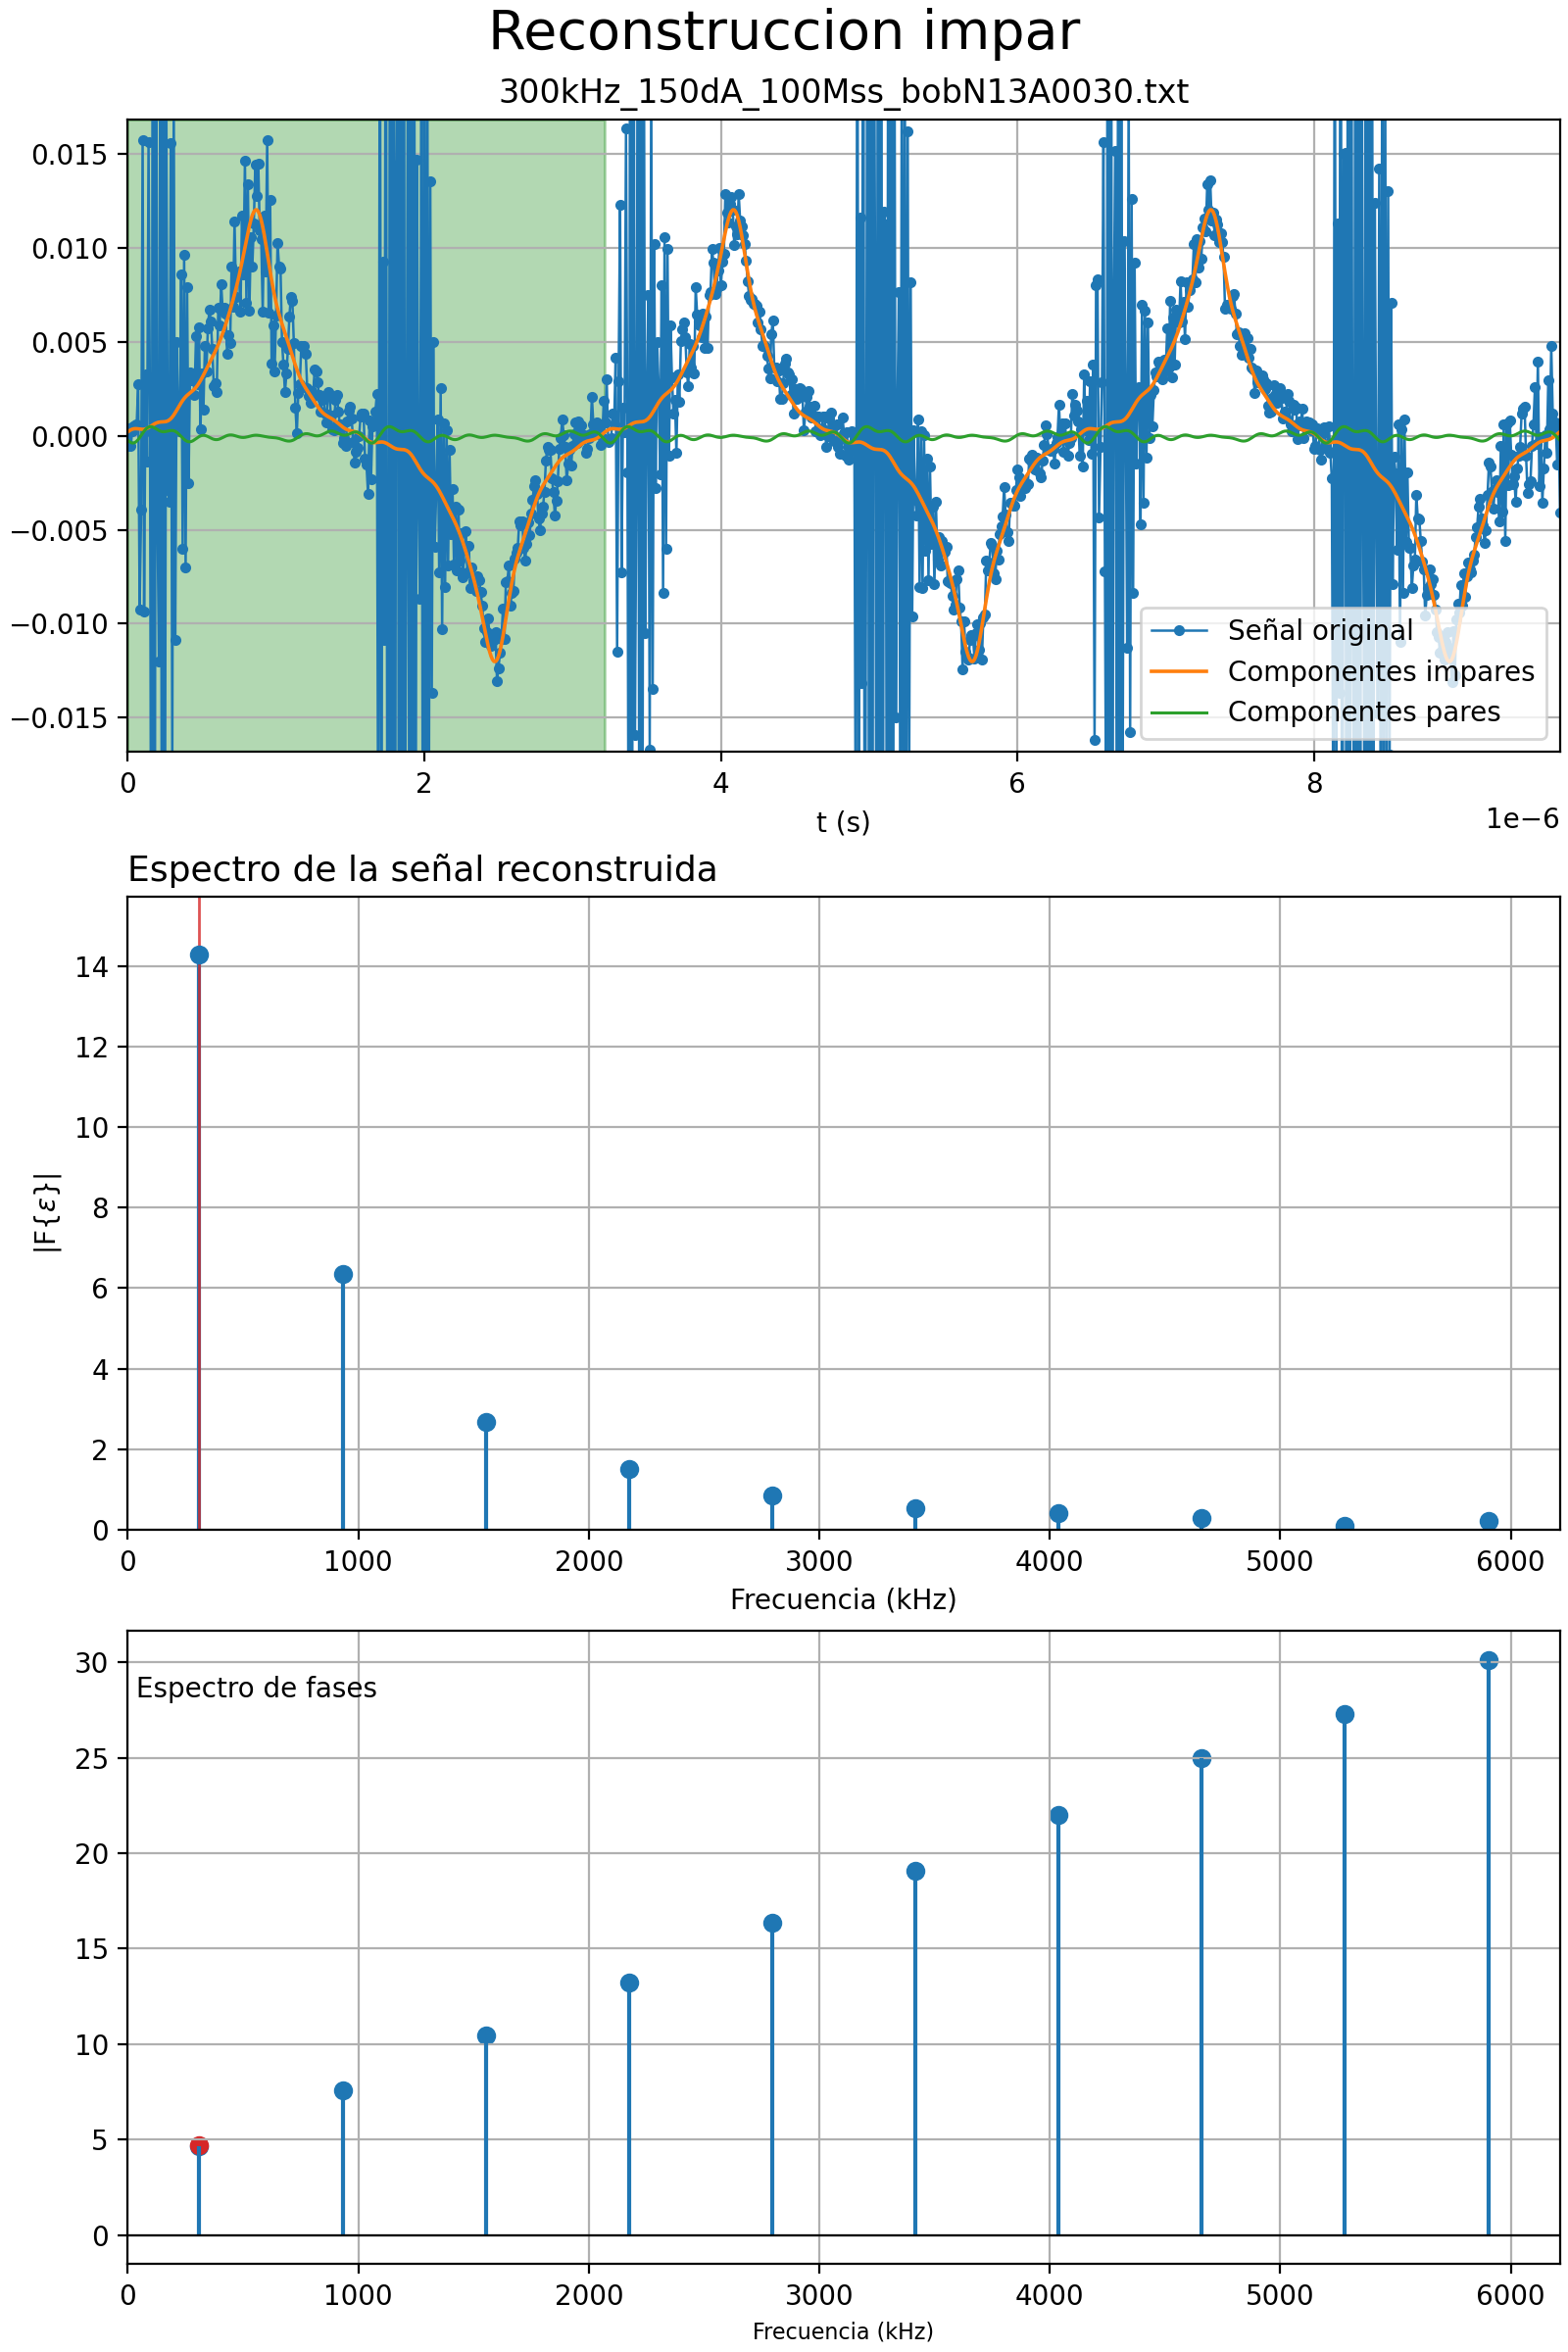 Reconstruccion impar
300kHz_150dA_100Mss_bobN13A0030.txt
0.015
0.010
0.005
0.000
−0.005
−0.010
−0.015
Señal original
Componentes impares
Componentes pares
0 2 4 6 8
t (s)
1e−6
Espectro de la señal reconstruida
14
12
10
8
6
4
2
0
|F{ε}|
0 1000 2000 3000 4000 5000 6000
Frecuencia (kHz)
30
25
20
15
10
5
0
Espectro de fases
0 1000 2000 3000 4000 5000 6000
Frecuencia (kHz)